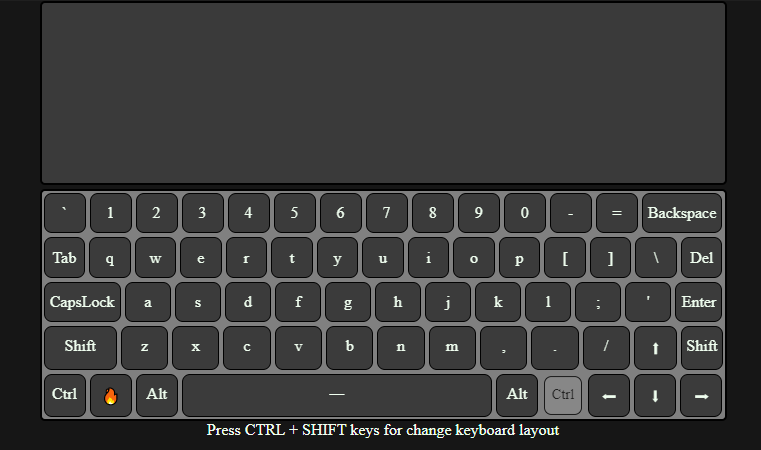 ` 1 2 3 4 5 6 7 8 9 0 - = Backspace
Tab q w e r t y u i o p [ ] \ Del
CapsLock a s d f g h j k l ; ' Enter
Shift z x c v b n m , . / ⬆ Shift
Ctrl 🔥 Alt — Alt Ctrl ⬅ ⬇ ➡
Press CTRL + SHIFT keys for change keyboard layout